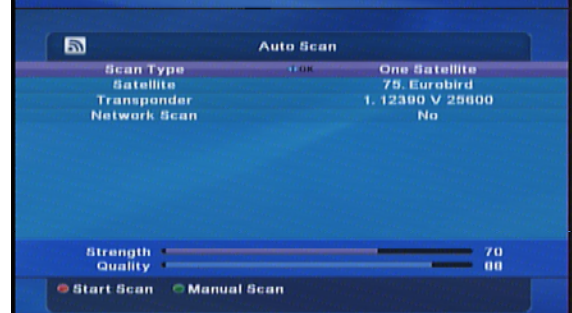 Auto Scan
Scan Type OK One Satellite
Satellite 75. Eurobird
Transponder 1. 12390 V 25600
Network Scan No
Strength 70
Quality
Start Scan Manual Scan